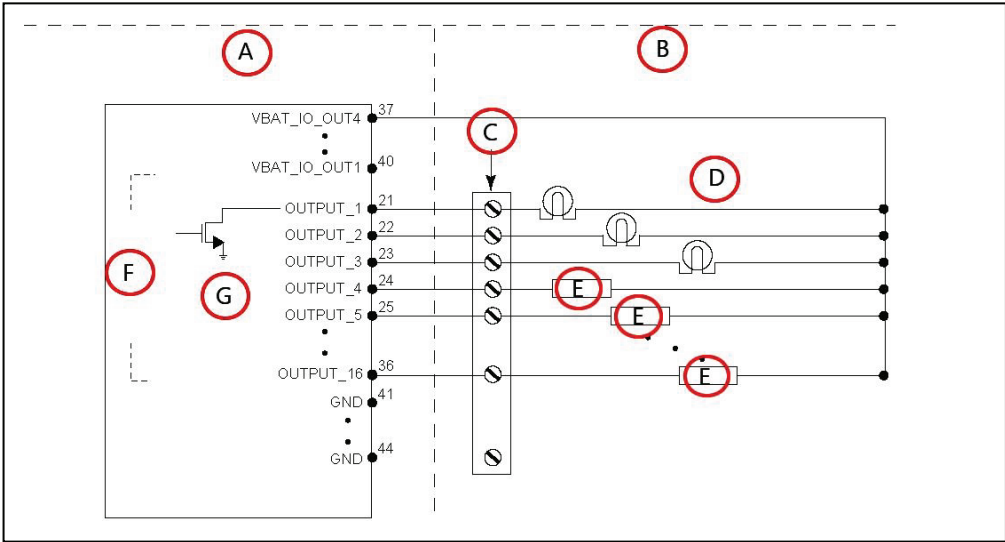 A
B
VBAT_IO_OUT4 37
C
VBAT_IO_OUT1 40
D
OUTPUT_1 21
OUTPUT_2 22
OUTPUT_3 23
F
OUTPUT_4 24 E
G
OUTPUT_5 25 E
OUTPUT_16 36 E
GND 41
GND 44